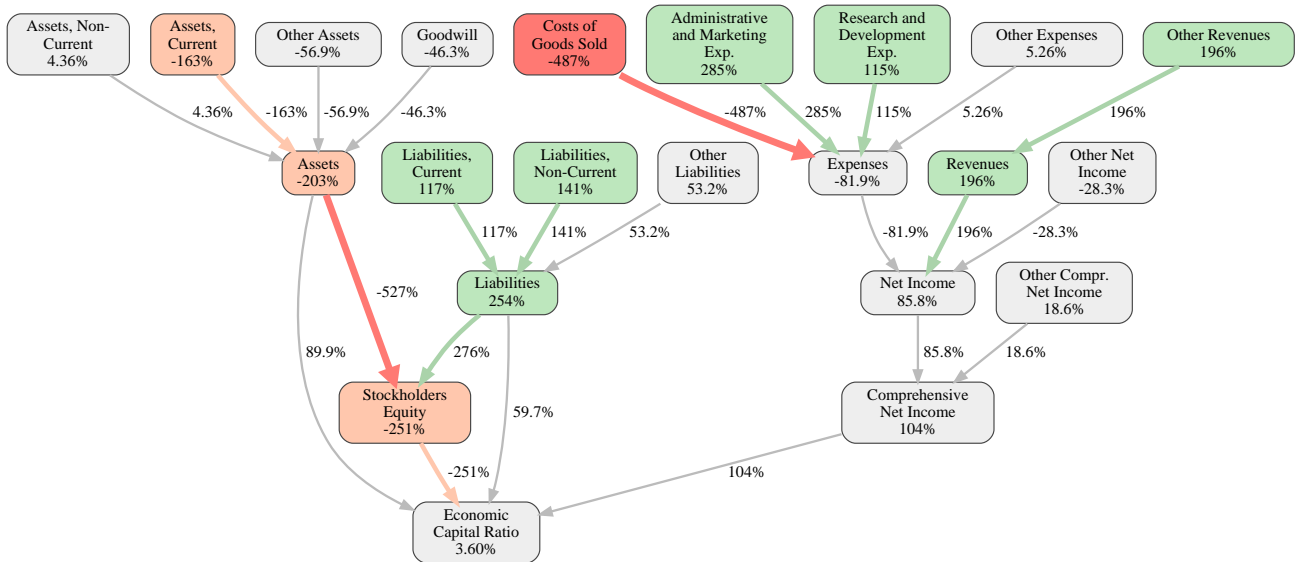 Assets, Non-
Current
4.36%
Assets,
Current
-163%
Other Assets
-56.9%
Goodwill
-46.3%
Costs of
Goods Sold
-487%
Administrative
and Marketing
Exp.
285%
Research and
Development
Exp.
115%
Other Expenses
5.26%
Other Revenues
196%
4.36%
-163%
-56.9%
-46.3%
-487%
285%
115%
5.26%
196%
Assets
-203%
Liabilities,
Current
117%
Liabilities,
Non-Current
141%
Other
Liabilities
53.2%
Expenses
-81.9%
Revenues
196%
Other Net
Income
-28.3%
117%
141%
53.2%
-81.9%
196%
-28.3%
-527%
Liabilities
254%
Net Income
85.8%
Other Compr.
Net Income
18.6%
89.9%
276%
85.8%
18.6%
Stockholders
Equity
-251%
59.7%
Comprehensive
Net Income
104%
-251%
104%
Economic
Capital Ratio
3.60%